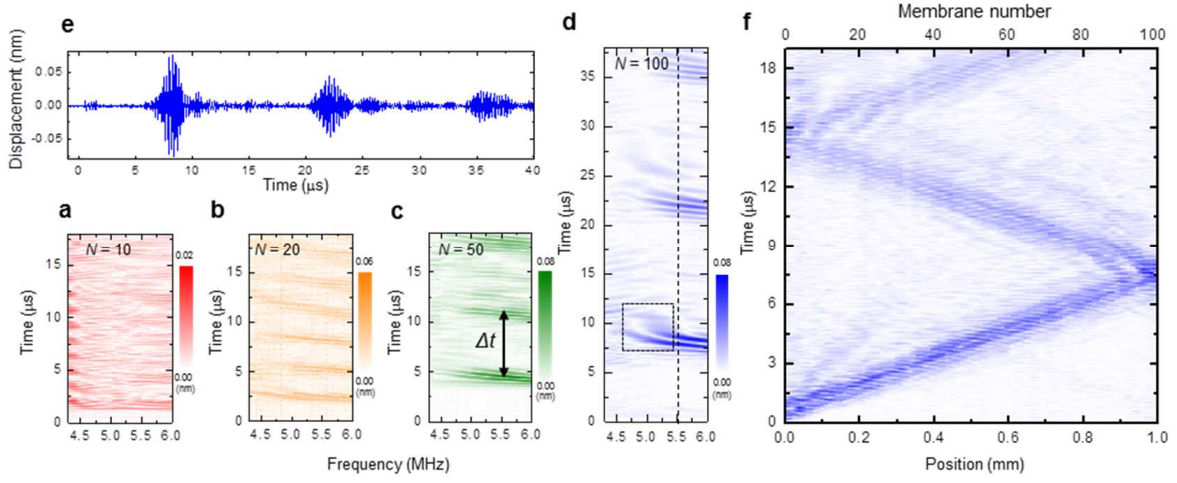 e
Displacement (nm)
0.05
0.00
-0.05
0 5 10 15 20 25 30 35 40
Time (μs)
a
N = 10
0.02
0.00
(nm)
Time (μs)
15
10
5
0
4.5 5.0 5.5 6.0
b
N = 20
0.06
0.00
(nm)
Time (μs)
15
10
5
0
4.5 5.0 5.5 6.0
c
N = 50
0.08
0.00
(nm)
Δt
Time (μs)
15
10
5
0
4.5 5.0 5.5 6.0
Frequency (MHz)
d
N = 100
0.08
0.00
(nm)
Time (μs)
35
30
25
20
15
10
5
0
4.5 5.0 5.5 6.0
f
Membrane number
0 20 40 60 80 100
Time (μs)
18
15
12
9
6
3
0
0.0 0.2 0.4 0.6 0.8 1.0
Position (mm)